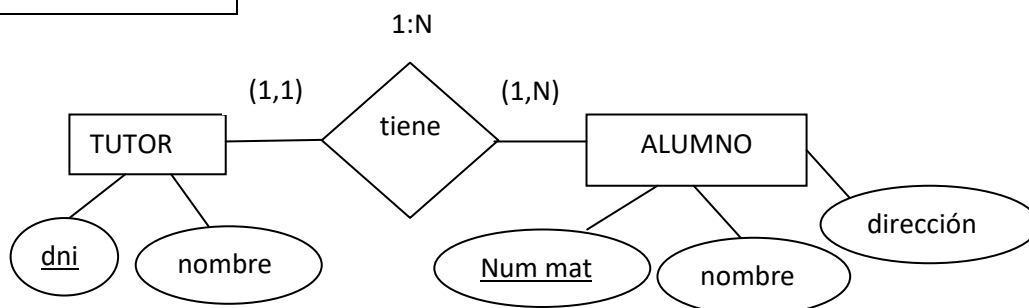 1:N
(1,1)
(1,N)
tiene
TUTOR
ALUMNO
dirección
dni
nombre
Num mat
nombre